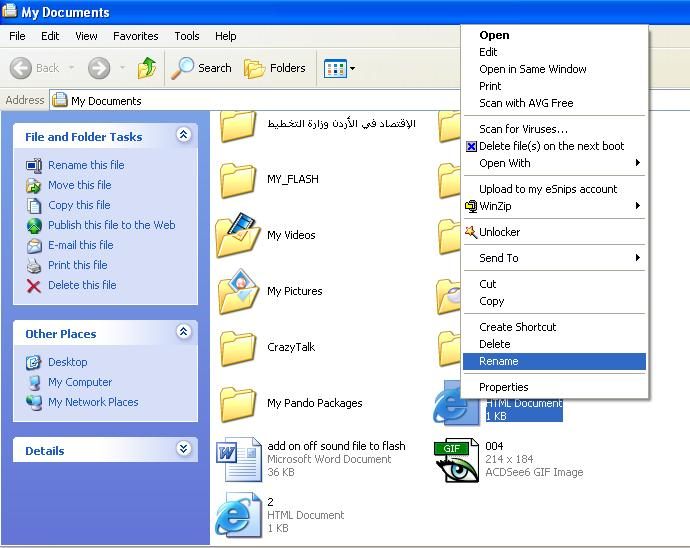 My Documents
File Edit View Favorites Tools Help
Back Search Folders
Address My Documents
File and Folder Tasks
Rename this file
Move this file
Copy this file
Publish this file to the Web
E-mail this file
Print this file
Delete this file
Other Places
Desktop
My Computer
My Network Places
Details
الإقتصاد في الأردن وزارة التخطيط
MY_FLASH
My Videos
My Pictures
CrazyTalk
My Pando Packages
add on off sound file to flash
Microsoft Word Document
36 KB
2
HTML Document
1 KB
HTML Document
1 KB
GIF
004
214 x 184
ACDSee6 GIF Image
Open
Edit
Open in Same Window
Print
Scan with AVG Free
Scan for Viruses...
Delete file(s) on the next boot
Open With
Upload to my eSnips account
WinZip
Unlocker
Send To
Cut
Copy
Create Shortcut
Delete
Rename
Properties